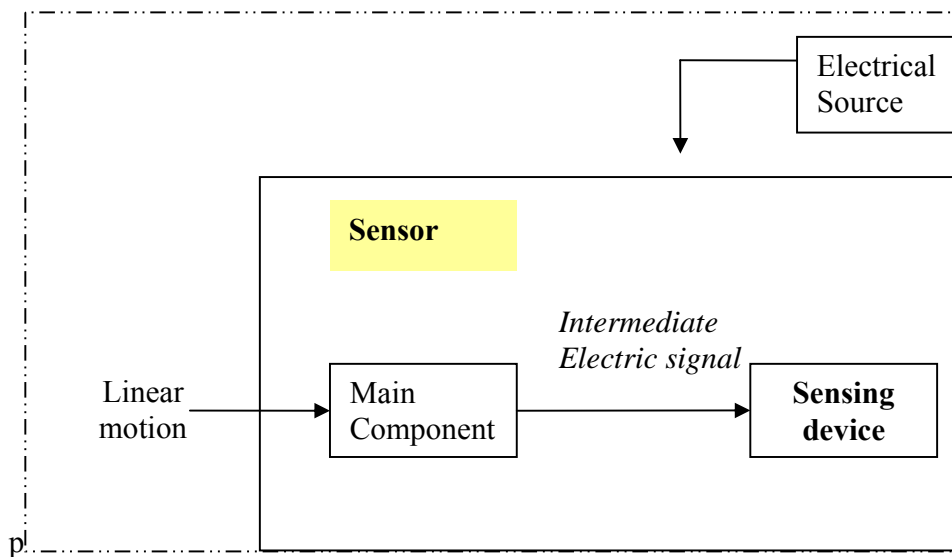 Electrical
Source
Sensor
Intermediate
Electric signal
Linear
motion
Main
Component
Sensing
device
p